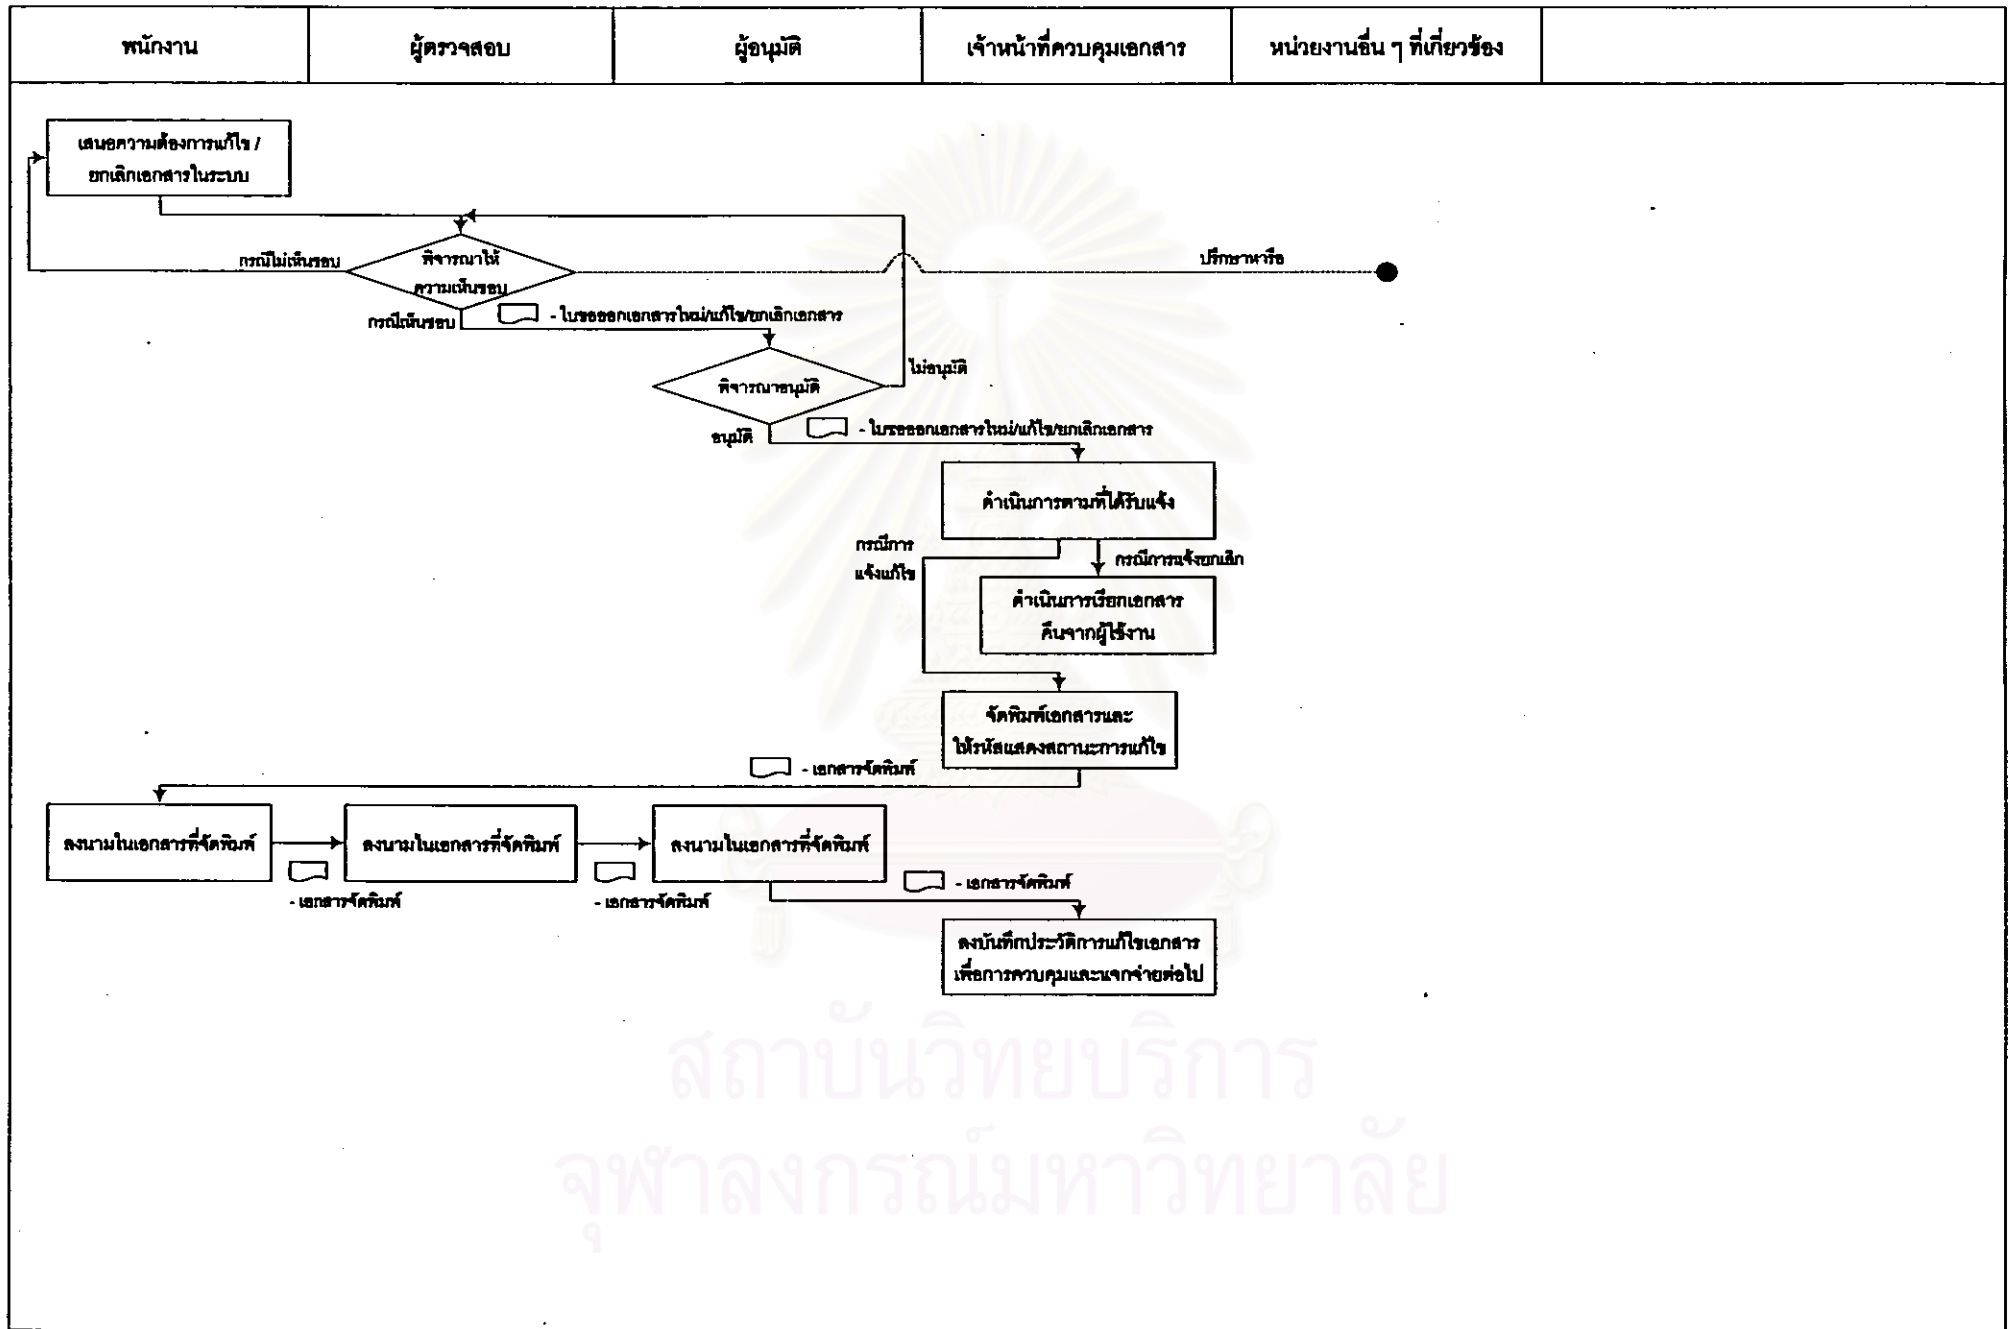 พนักงาน
ผู้ตรวจสอบ
ผู้อนุมัติ
เจ้าหน้าที่ควบคุมเอกสาร
หน่วยงานอื่น ๆ ที่เกี่ยวข้อง
เสนอความต้องการแก้ไข /
ยกเลิกเอกสารในระบบ
กรณีไม่เห็นชอบ
พิจารณาให้
ความเห็นชอบ
ปรึกษาหารือ
กรณีเห็นชอบ
- ใบขอออกเอกสารใหม่/แก้ไข/ยกเลิกเอกสาร
พิจารณาอนุมัติ
ไม่อนุมัติ
อนุมัติ
- ใบขอออกเอกสารใหม่/แก้ไข/ยกเลิกเอกสาร
ดำเนินการตามที่ได้รับแจ้ง
กรณีการ
แจ้งแก้ไข
กรณีการแจ้งยกเลิก
ดำเนินการเรียกเอกสาร
คืนจากผู้ใช้งาน
จัดพิมพ์เอกสารและ
ให้รหัสแสดงสถานะการแก้ไข
- เอกสารจัดพิมพ์
ลงนามในเอกสารที่จัดพิมพ์
ลงนามในเอกสารที่จัดพิมพ์
ลงนามในเอกสารที่จัดพิมพ์
- เอกสารจัดพิมพ์
- เอกสารจัดพิมพ์
- เอกสารจัดพิมพ์
ลงบันทึกประวัติการแก้ไขเอกสาร
เพื่อการควบคุมและแจกจ่ายต่อไป
สถาบันวิทยบริการ
จุฬาลงกรณ์มหาวิทยาลัย